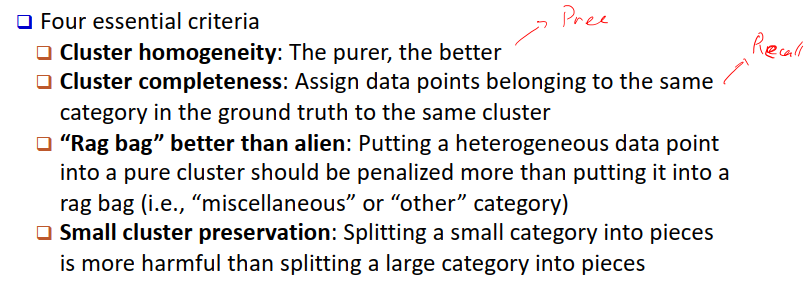 Four essential criteria
Cluster homogeneity: The purer, the better
Prec
Cluster completeness: Assign data points belonging to the same
Recall
category in the ground truth to the same cluster
“Rag bag” better than alien: Putting a heterogeneous data point
into a pure cluster should be penalized more than putting it into a
rag bag (i.e., “miscellaneous” or “other” category)
Small cluster preservation: Splitting a small category into pieces
is more harmful than splitting a large category into pieces